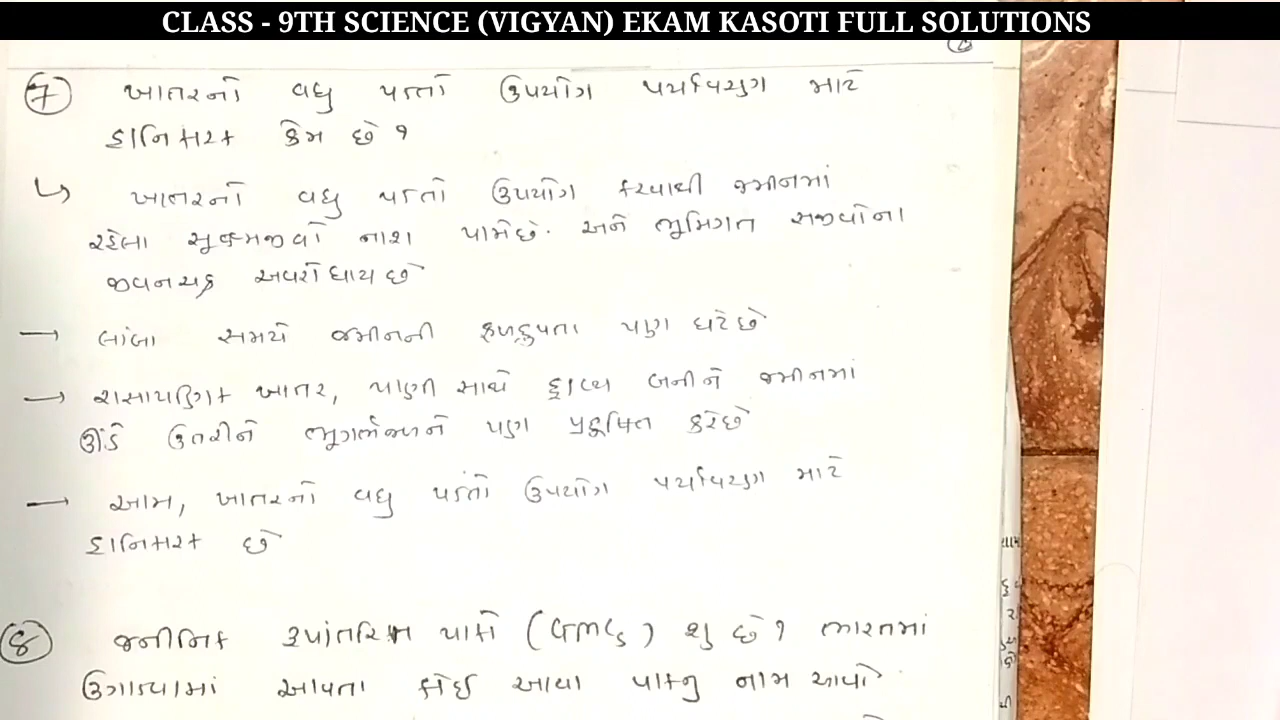 CLASS - 9TH SCIENCE (VIGYAN) EKAM KASOTI FULL SOLUTIONS
7 ખાતરનો વધુ પડતો ઉપયોગ પર્યાવરણ માટે
હાનિકારક કેમ છે ?
ખાતરનો વધુ પડતો ઉપયોગ કરવાથી જમીનમાં
રહેલા સૂક્ષ્મજીવો નાશ પામે છે. અને ભૂમિગત સજીવોના
જીવનચક્ર અવરોધાય છે
→ લાંબા સમયે જમીનની ફળદ્રુપતા પણ ઘટે છે
→ રાસાયણિક ખાતર, પાણી સાથે દ્રાવ્ય બનીને જમીનમાં
ઊંડે ઉતરીને ભૂગર્ભજળને પણ પ્રદૂષિત કરે છે
→ આમ, ખાતરનો વધુ પડતો ઉપયોગ પર્યાવરણ માટે
હાનિકારક છે
8 જનીનિક રૂપાંતરિત પાકો (GMCs) શુ છે ? ભારતમાં
ઉગાડવામાં આવતા કોઈ આવા પાકનુ નામ આપો